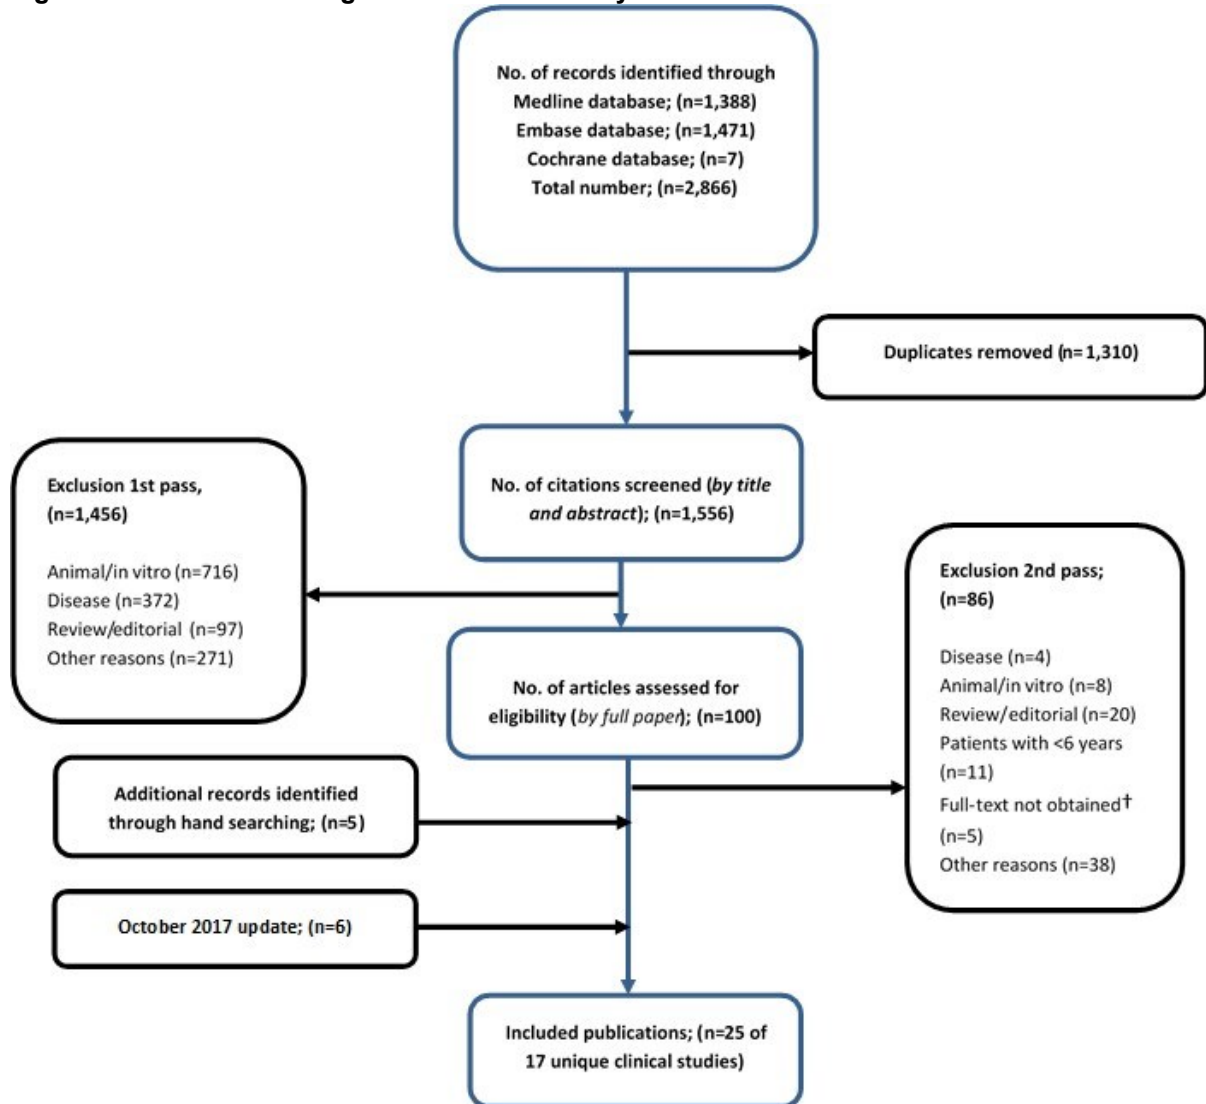 No. of records identified through
Medline database; (n=1,388)
Embase database; (n=1,471)
Cochrane database; (n=7)
Total number; (n=2,866)
Duplicates removed (n=1,310)
No. of citations screened (by title
and abstract); (n=1,556)
Exclusion 1st pass,
(n=1,456)
Animal/in vitro (n=716)
Disease (n=372)
Review/editorial (n=97)
Other reasons (n=271)
No. of articles assessed for
eligibility (by full paper); (n=100)
Exclusion 2nd pass;
(n=86)
Disease (n=4)
Animal/in vitro (n=8)
Review/editorial (n=20)
Patients with <6 years
(n=11)
Full-text not obtained†
(n=5)
Other reasons (n=38)
Additional records identified
through hand searching; (n=5)
October 2017 update; (n=6)
Included publications; (n=25 of
17 unique clinical studies)